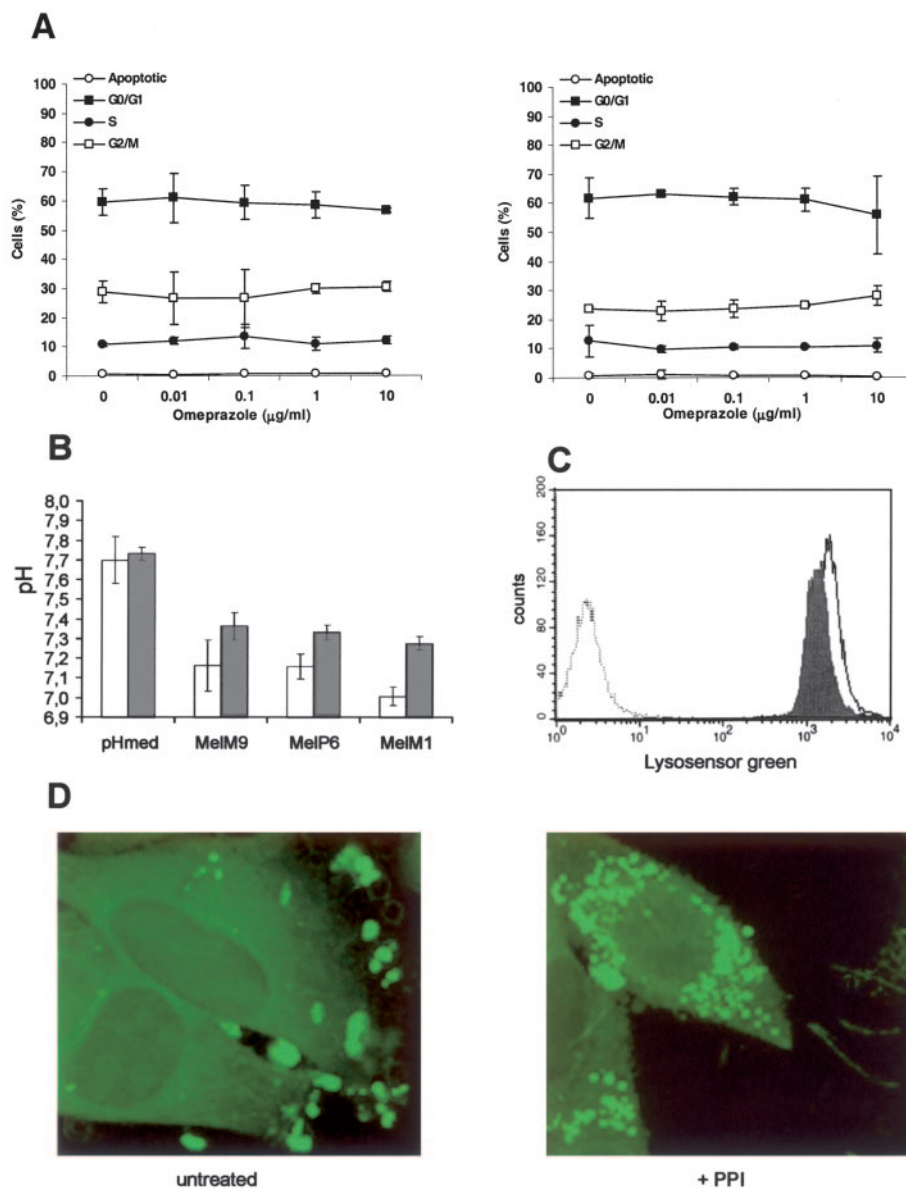 A
Apoptotic
G0/G1
S
G2/M
100
90
80
70
60
50
40
30
20
10
0
Cells (%)
0 0.01 0.1 1 10
Omeprazole (μg/ml)
Apoptotic
G0/G1
S
G2/M
100
90
80
70
60
50
40
30
20
10
0
Cells (%)
0 0.01 0.1 1 10
Omeprazole (μg/ml)
B
8,0
7,9
7,8
7,7
7,6
7,5
7,4
7,3
7,2
7,1
7,0
6,9
pH
pHmed MelM9 MelP6 MelM1
C
200
160
120
80
40
0
counts
10⁰ 10¹ 10² 10³ 10⁴
Lysosensor green
D
untreated
+ PPI